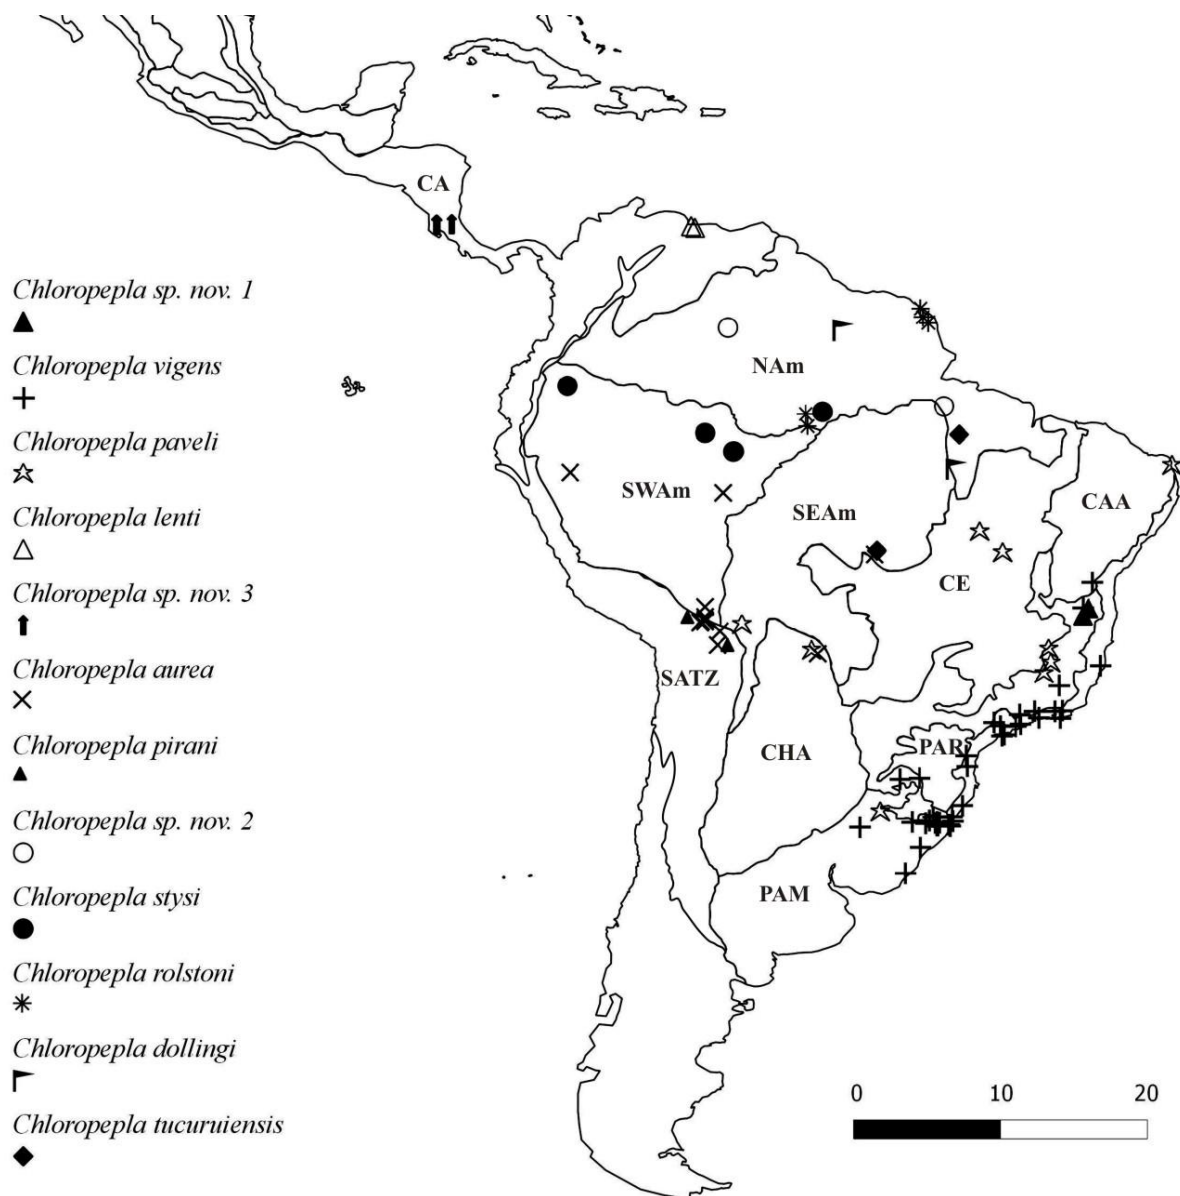 CA
Chloropepla sp. nov. 1
Chloropepla vigens
NAm
Chloropepla paveli
SWAm
CAA
Chloropepla lenti
SEAm
CE
Chloropepla sp. nov. 3
Chloropepla aurea
SATZ
Chloropepla pirani
CHA
PAR
Chloropepla sp. nov. 2
Chloropepla stysi
PAM
Chloropepla rolstoni
Chloropepla dollingi
0 10 20
Chloropepla tucuruiensis